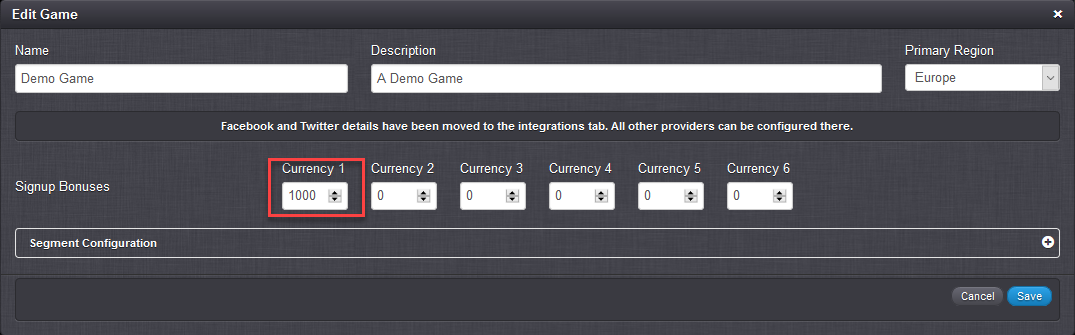 Edit Game
Name Description Primary Region
Demo Game A Demo Game Europe
Facebook and Twitter details have been moved to the integrations tab. All other providers can be configured there.
Currency 1 Currency 2 Currency 3 Currency 4 Currency 5 Currency 6
Signup Bonuses 1000 0 0 0 0 0
Segment Configuration
Cancel Save